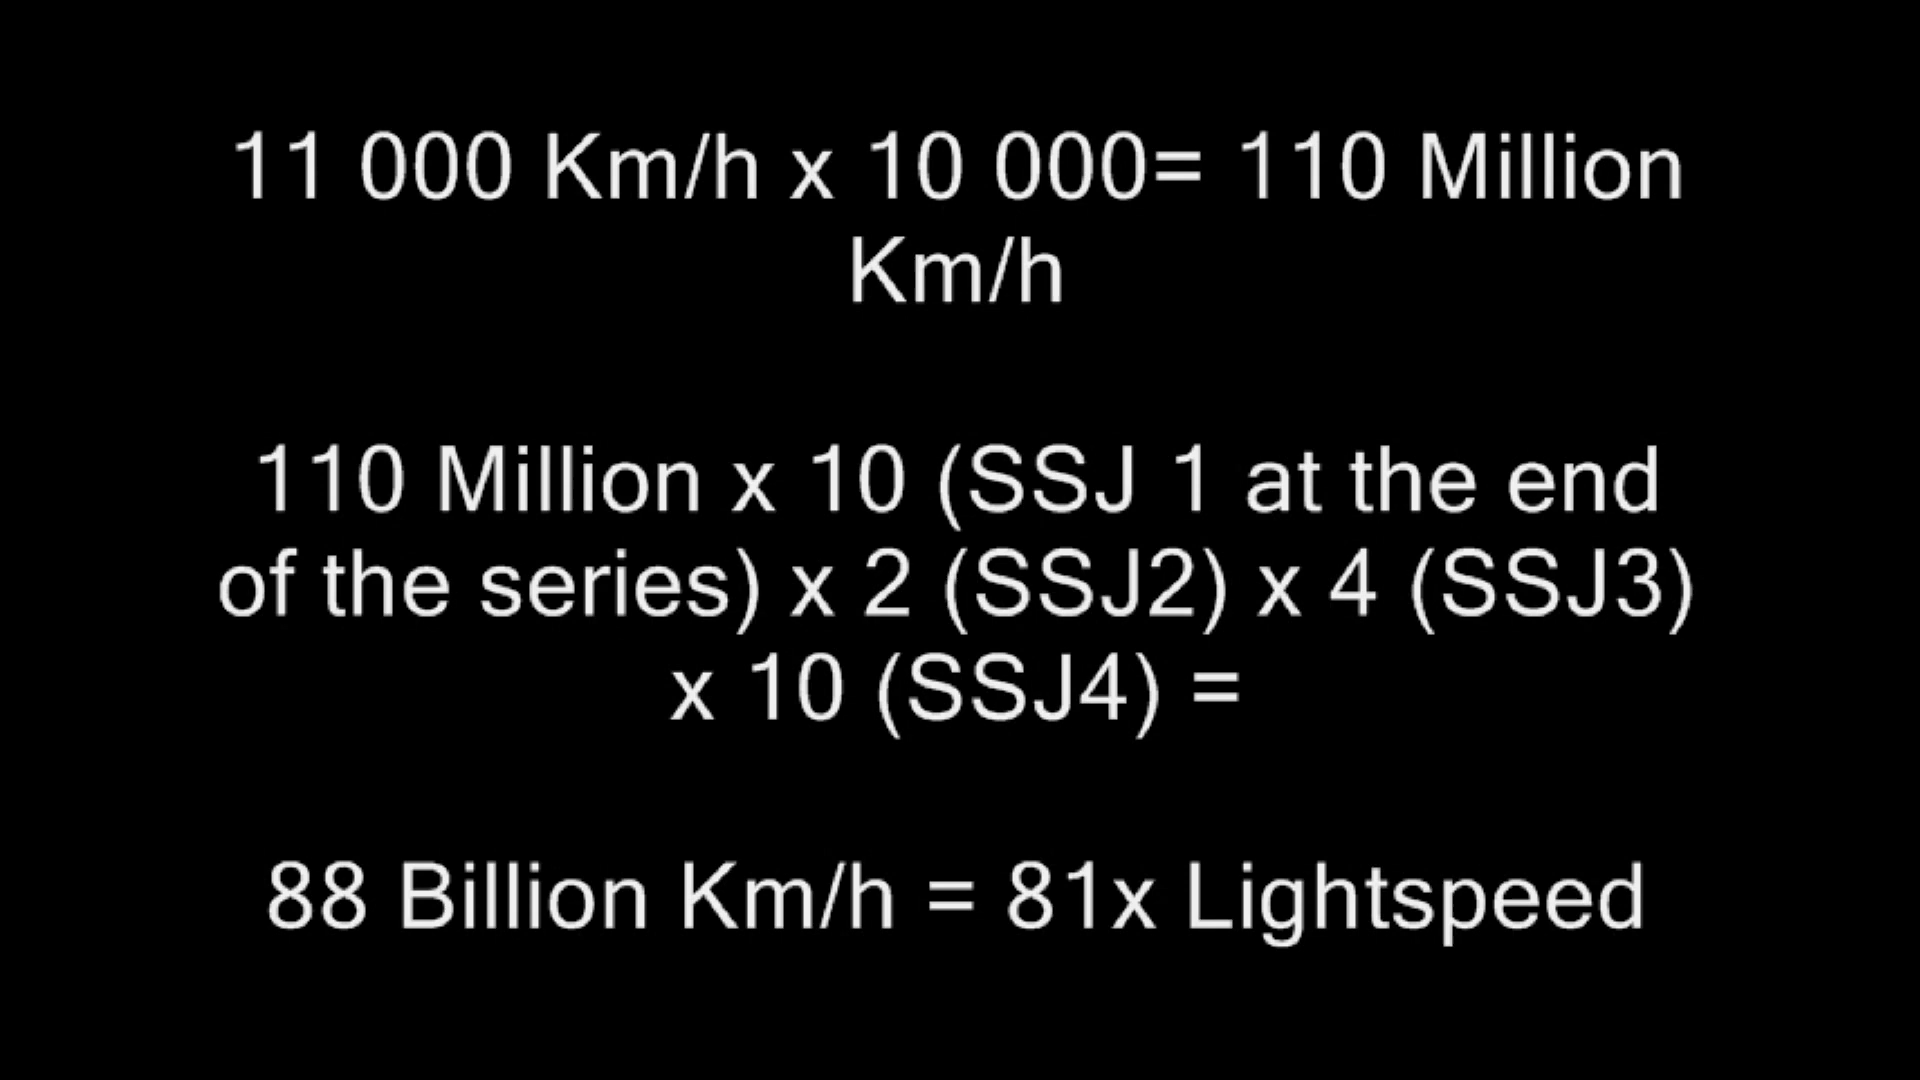 11 000 Km/h x 10 000= 110 Million
Km/h
110 Million x 10 (SSJ 1 at the end
of the series) x 2 (SSJ2) x 4 (SSJ3)
x 10 (SSJ4) =
88 Billion Km/h = 81x Lightspeed